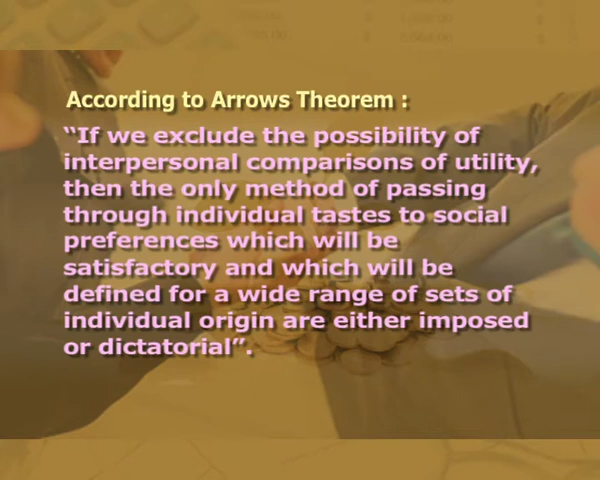 According to Arrows Theorem :
“If we exclude the possibility of
interpersonal comparisons of utility,
then the only method of passing
through individual tastes to social
preferences which will be
satisfactory and which will be
defined for a wide range of sets of
individual origin are either imposed
or dictatorial”.